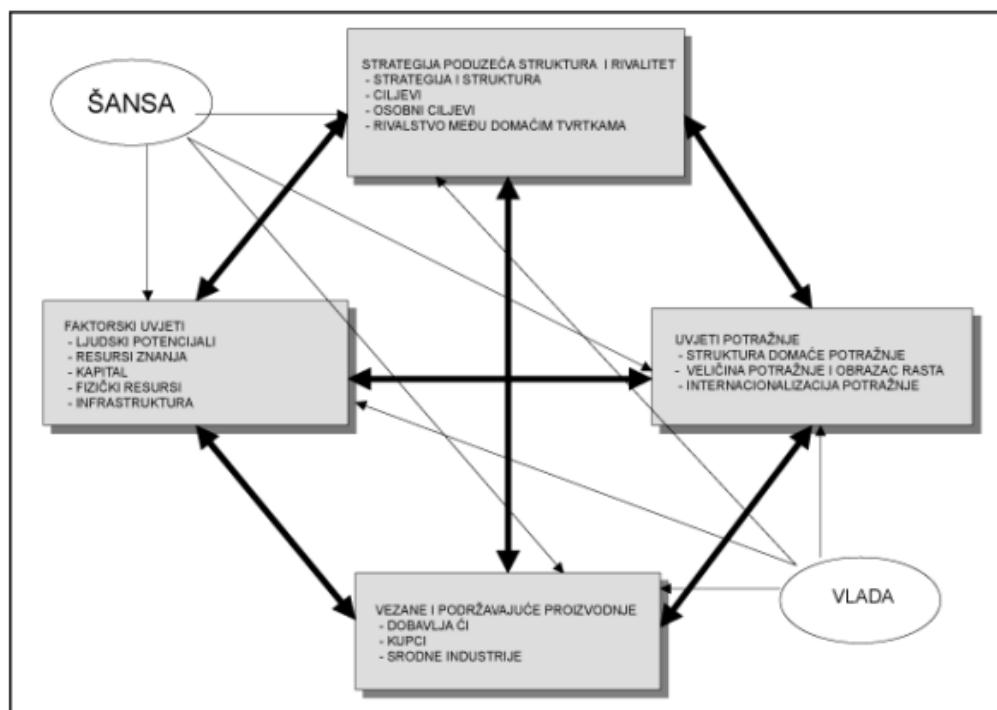 ŠANSA
STRATEGIJA PODUZEĆA STRUKTURA I RIVALITET
- STRATEGIJA I STRUKTURA
- CILJEVI
- OSOBNI CILJEVI
- RIVALSTVO MEĐU DOMAĆIM TVRTKAMA
FAKTORSKI UVJETI
- LJUDSKI POTENCIJALI
- RESURSI ZNANJA
- KAPITAL
- FIZIČKI RESURSI
- INFRASTRUKTURA
UVJETI POTRAŽNJE
- STRUKTURA DOMAĆE POTRAŽNJE
- VELIČINA POTRAŽNJE I OBRAZAC RASTA
- INTERNACIONALIZACIJA POTRAŽNJE
VEZANE I PODRŽAVAJUĆE PROIZVODNJE
- DOBAVLJA ĆI
- KUPCI
- SRODNE INDUSTRIJE
VLADA